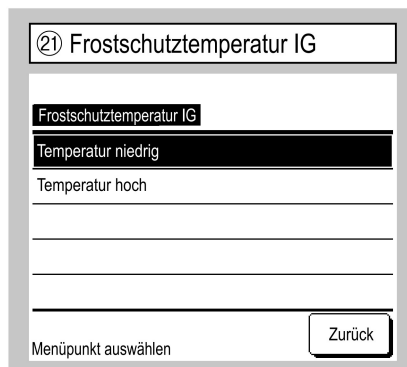 ㉑ Frostschutztemperatur IG
Frostschutztemperatur IG
Temperatur niedrig
Temperatur hoch
Zurück
Menüpunkt auswählen